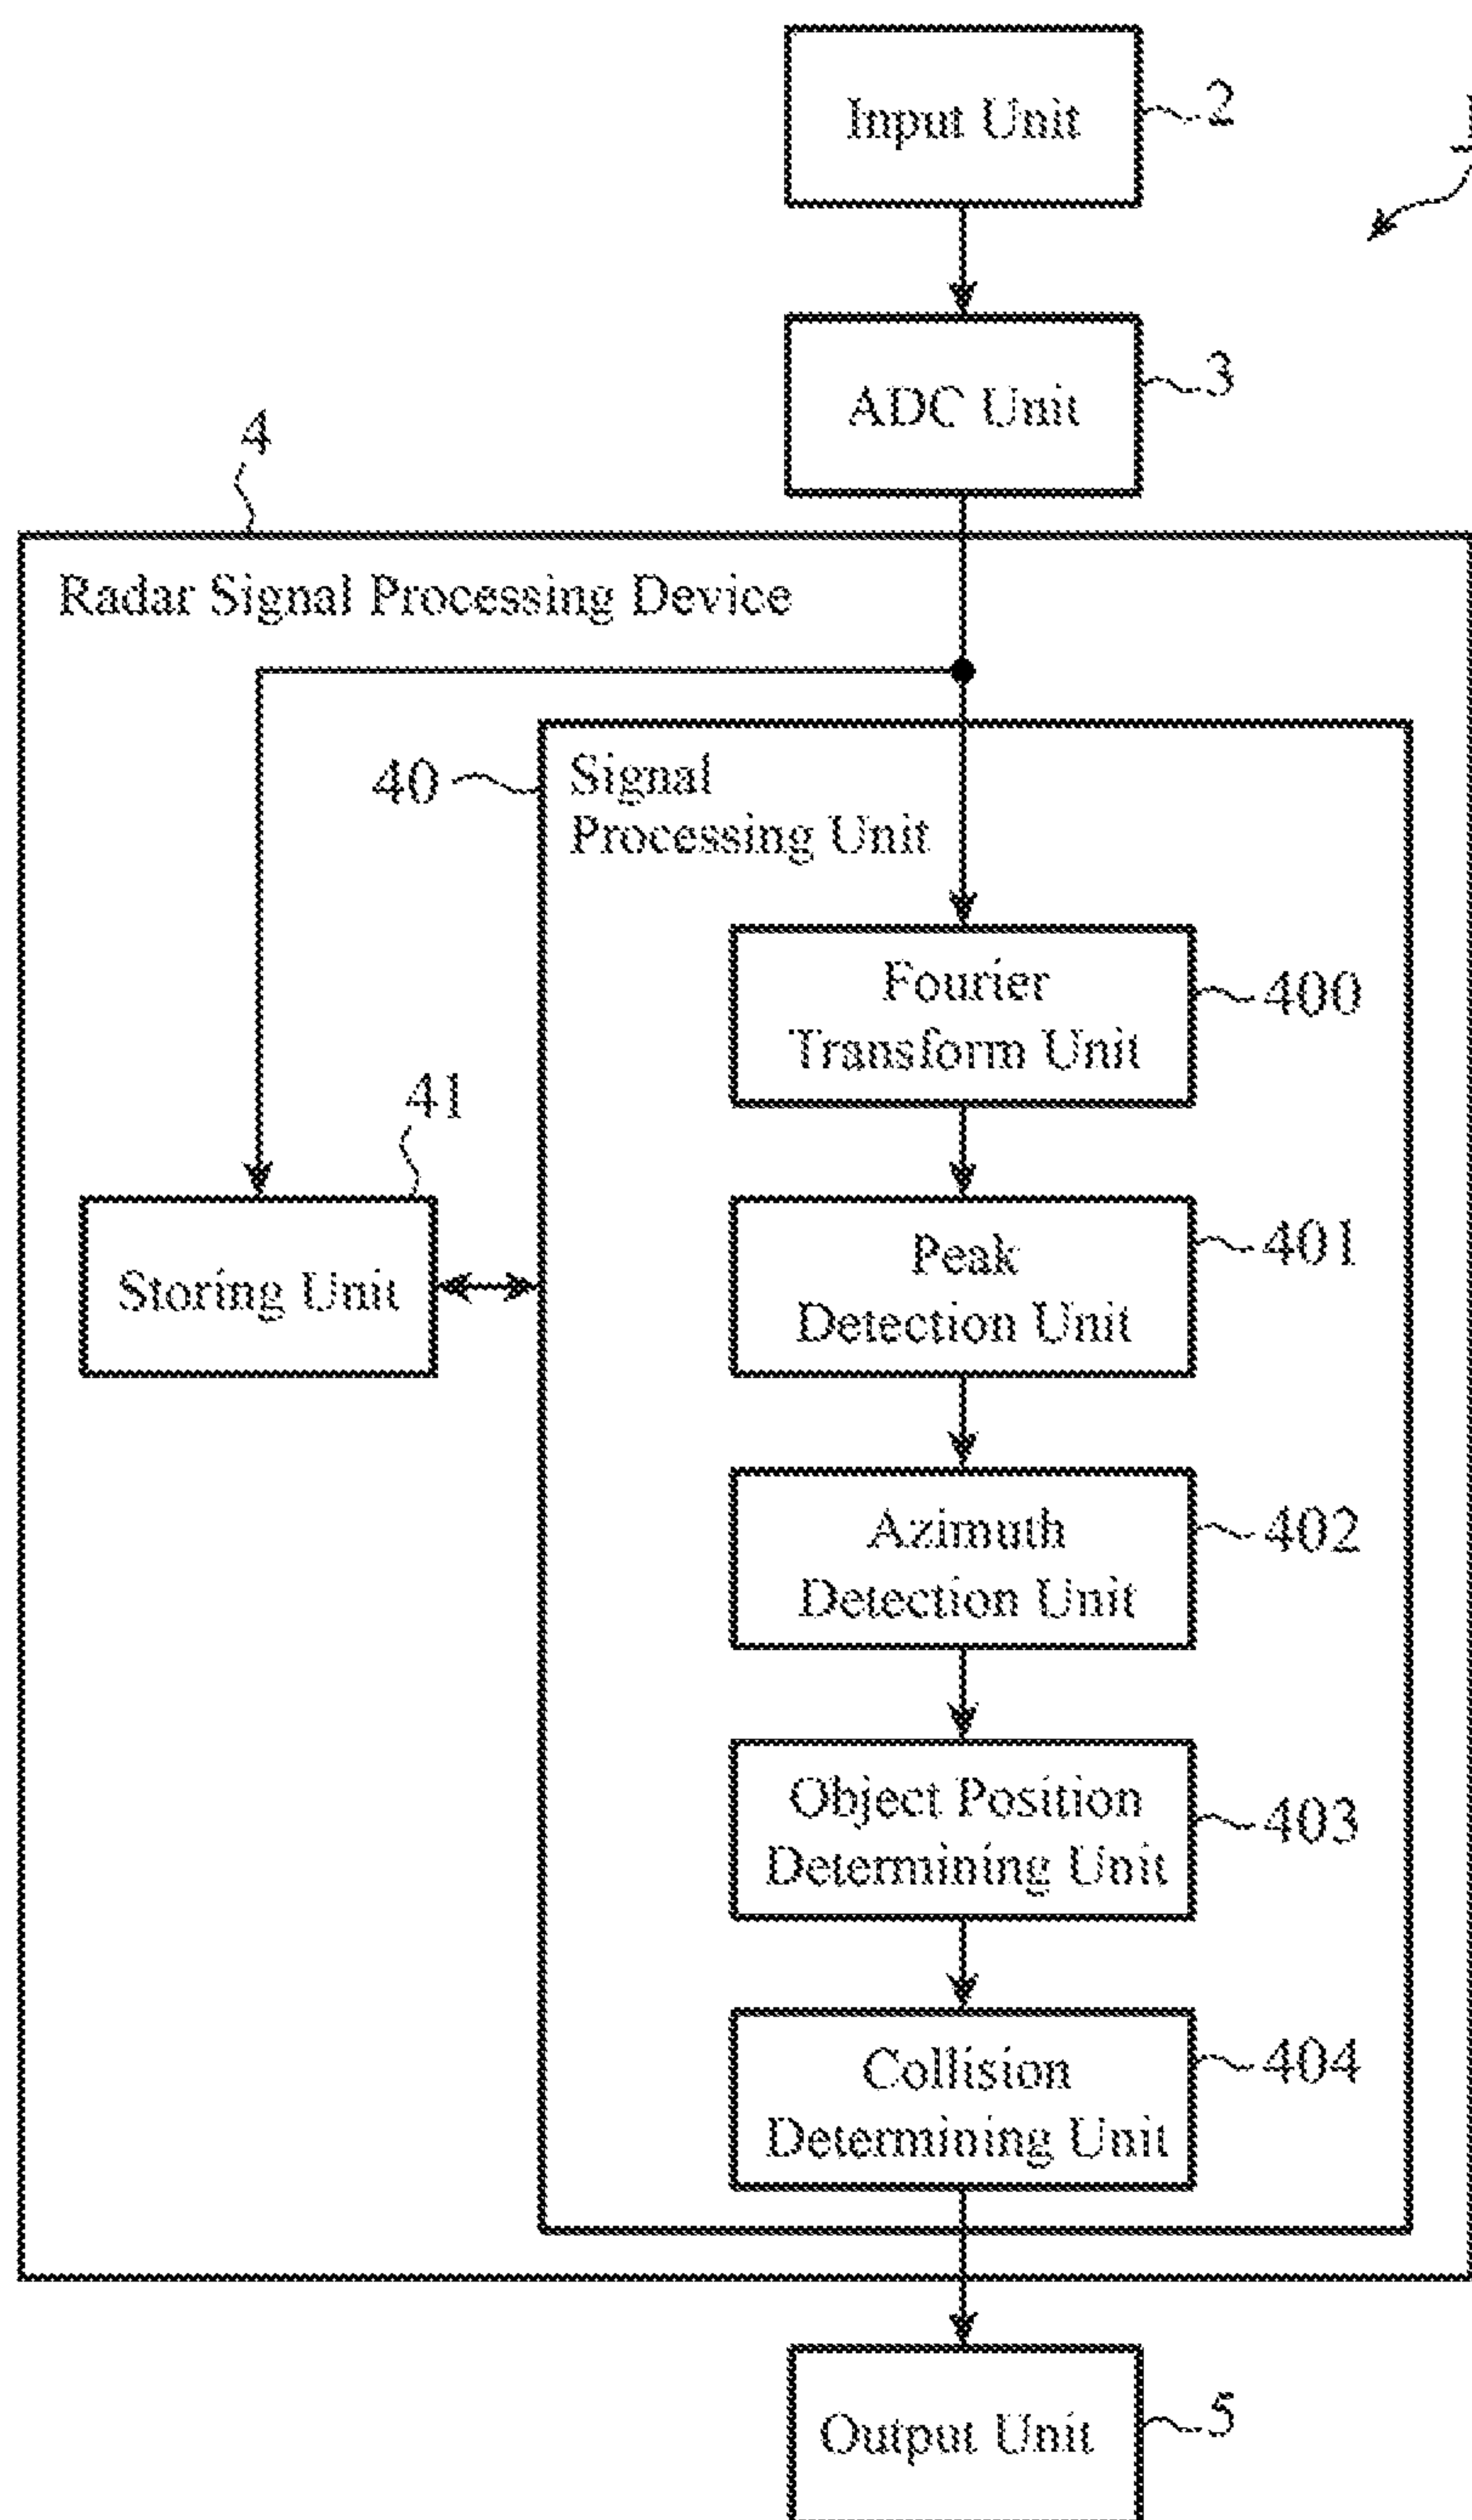 Input Unit
2
1
ADC Unit
3
4
Radar Signal Processing Device
40
Signal
Processing Unit
Fourier
Transform Unit
400
41
Storing Unit
Peak
Detection Unit
401
Azimuth
Detection Unit
402
Object Position
Determining Unit
403
Collision
Determining Unit
404
Output Unit
5